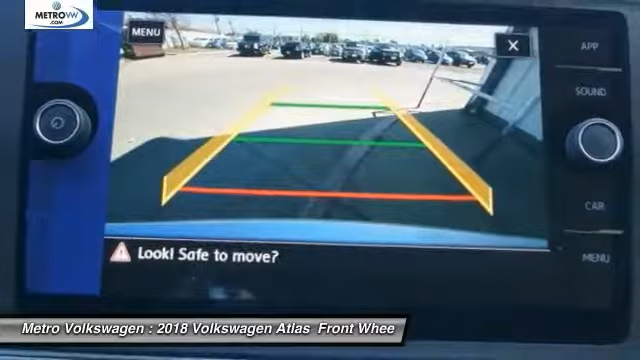 METROVW
.COM
MENU
X
APP
SOUND
CAR
MENU
Look! Safe to move?
Metro Volkswagen : 2018 Volkswagen Atlas Front Whee